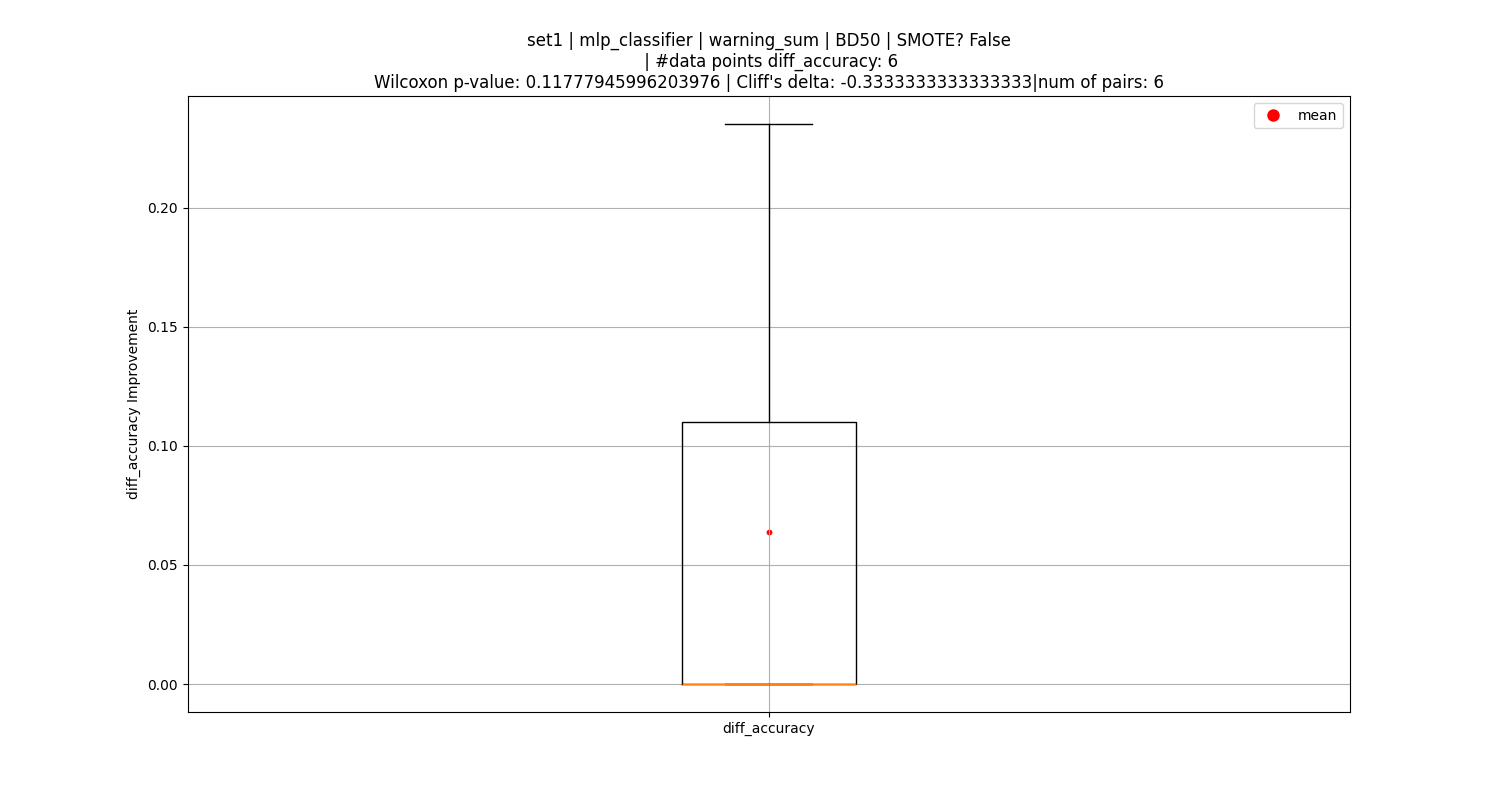 set1 | mlp_classifier | warning_sum | BD50 | SMOTE? False
| #data points diff_accuracy: 6
Wilcoxon p-value: 0.11777945996203976 | Cliff's delta: -0.3333333333333333|num of pairs: 6
mean
0.20
0.15
0.10
0.05
0.00
diff_accuracy Improvement
diff_accuracy